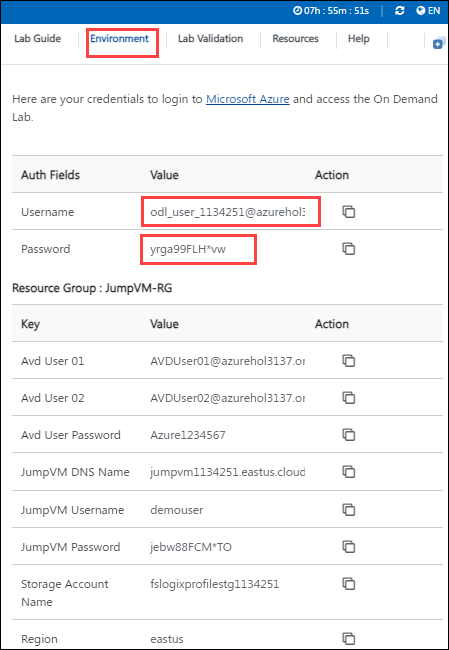 07h : 55m : 51s EN
Lab Guide Environment Lab Validation Resources Help
Here are your credentials to login to Microsoft Azure and access the On Demand
Lab.
Auth Fields Value Action
Username odl_user_1134251@azurehol3
Password yrga99FLH*vw
Resource Group : JumpVM-RG
Key Value Action
Avd User 01 AVDUser01@azurehol3137.or
Avd User 02 AVDUser02@azurehol3137.or
Avd User Password Azure1234567
JumpVM DNS Name jumpvm1134251.eastus.cloud
JumpVM Username demouser
JumpVM Password jebw88FCM*TO
Storage Account fslogixprofilestg1134251
Name
Region eastus